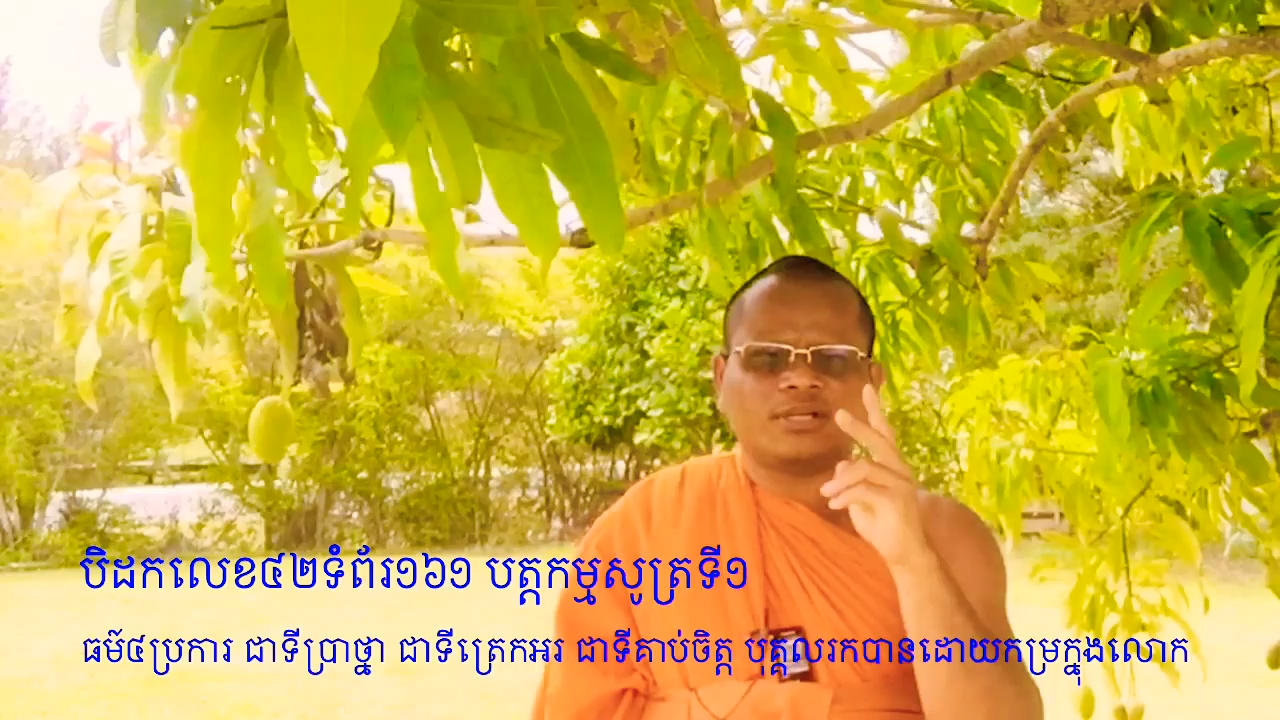 បិដកលេខ៤២ទំព័រ១៦១ បត្តកម្មសូត្រទី១
ធម៌៤ប្រការ ជាទីប្រាថ្នា ជាទីត្រេកអរ ជាទីគាប់ចិត្ត បុគ្គលរកបានដោយកម្រក្នុងលោក